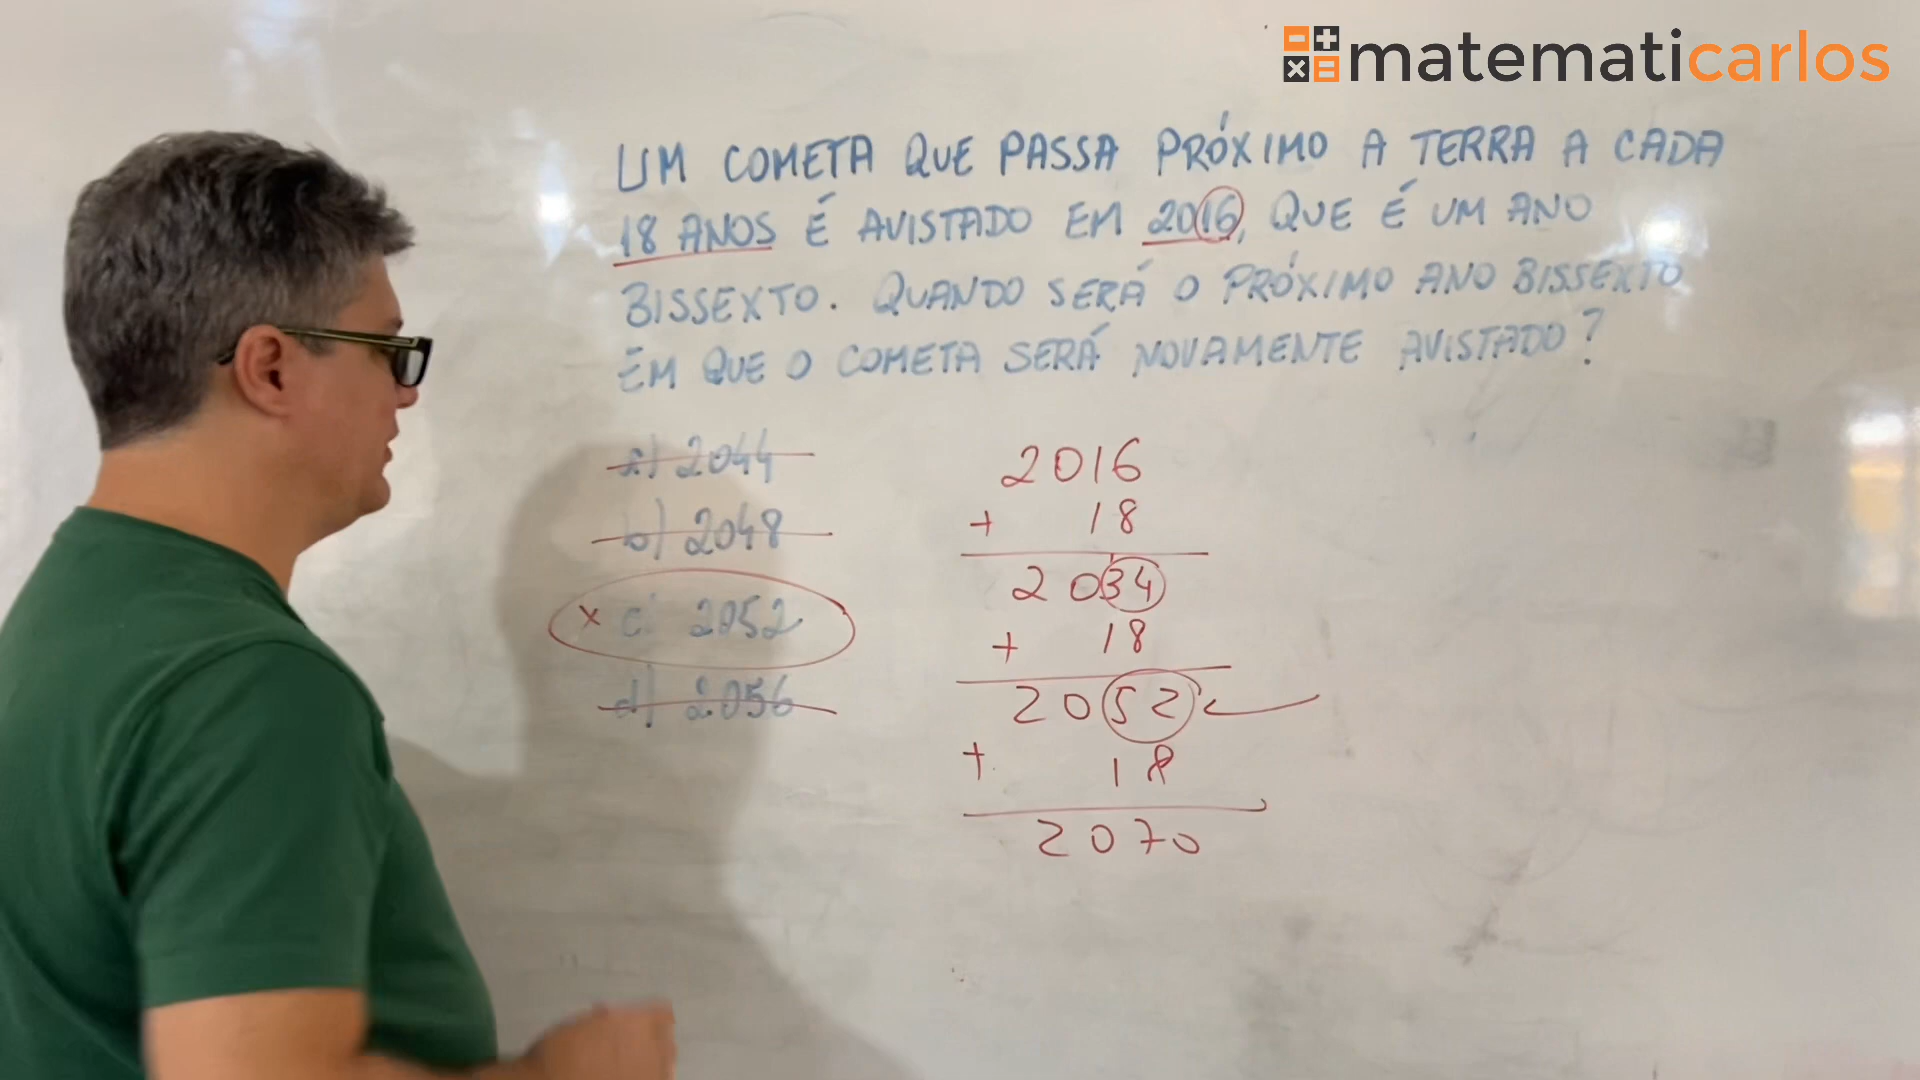 matematicarlos
UM COMETA QUE PASSA PRÓXIMO A TERRA A CADA
18 ANOS É AVISTADO EM 2016, QUE É UM ANO
BISSEXTO. QUANDO SERÁ O PRÓXIMO ANO BISSEXTO
EM QUE O COMETA SERÁ NOVAMENTE AVISTADO?
a) 2044
b) 2048
x c) 2052
d) 2056
2016
+ 18
2034
+ 18
2052
+ 18
2070